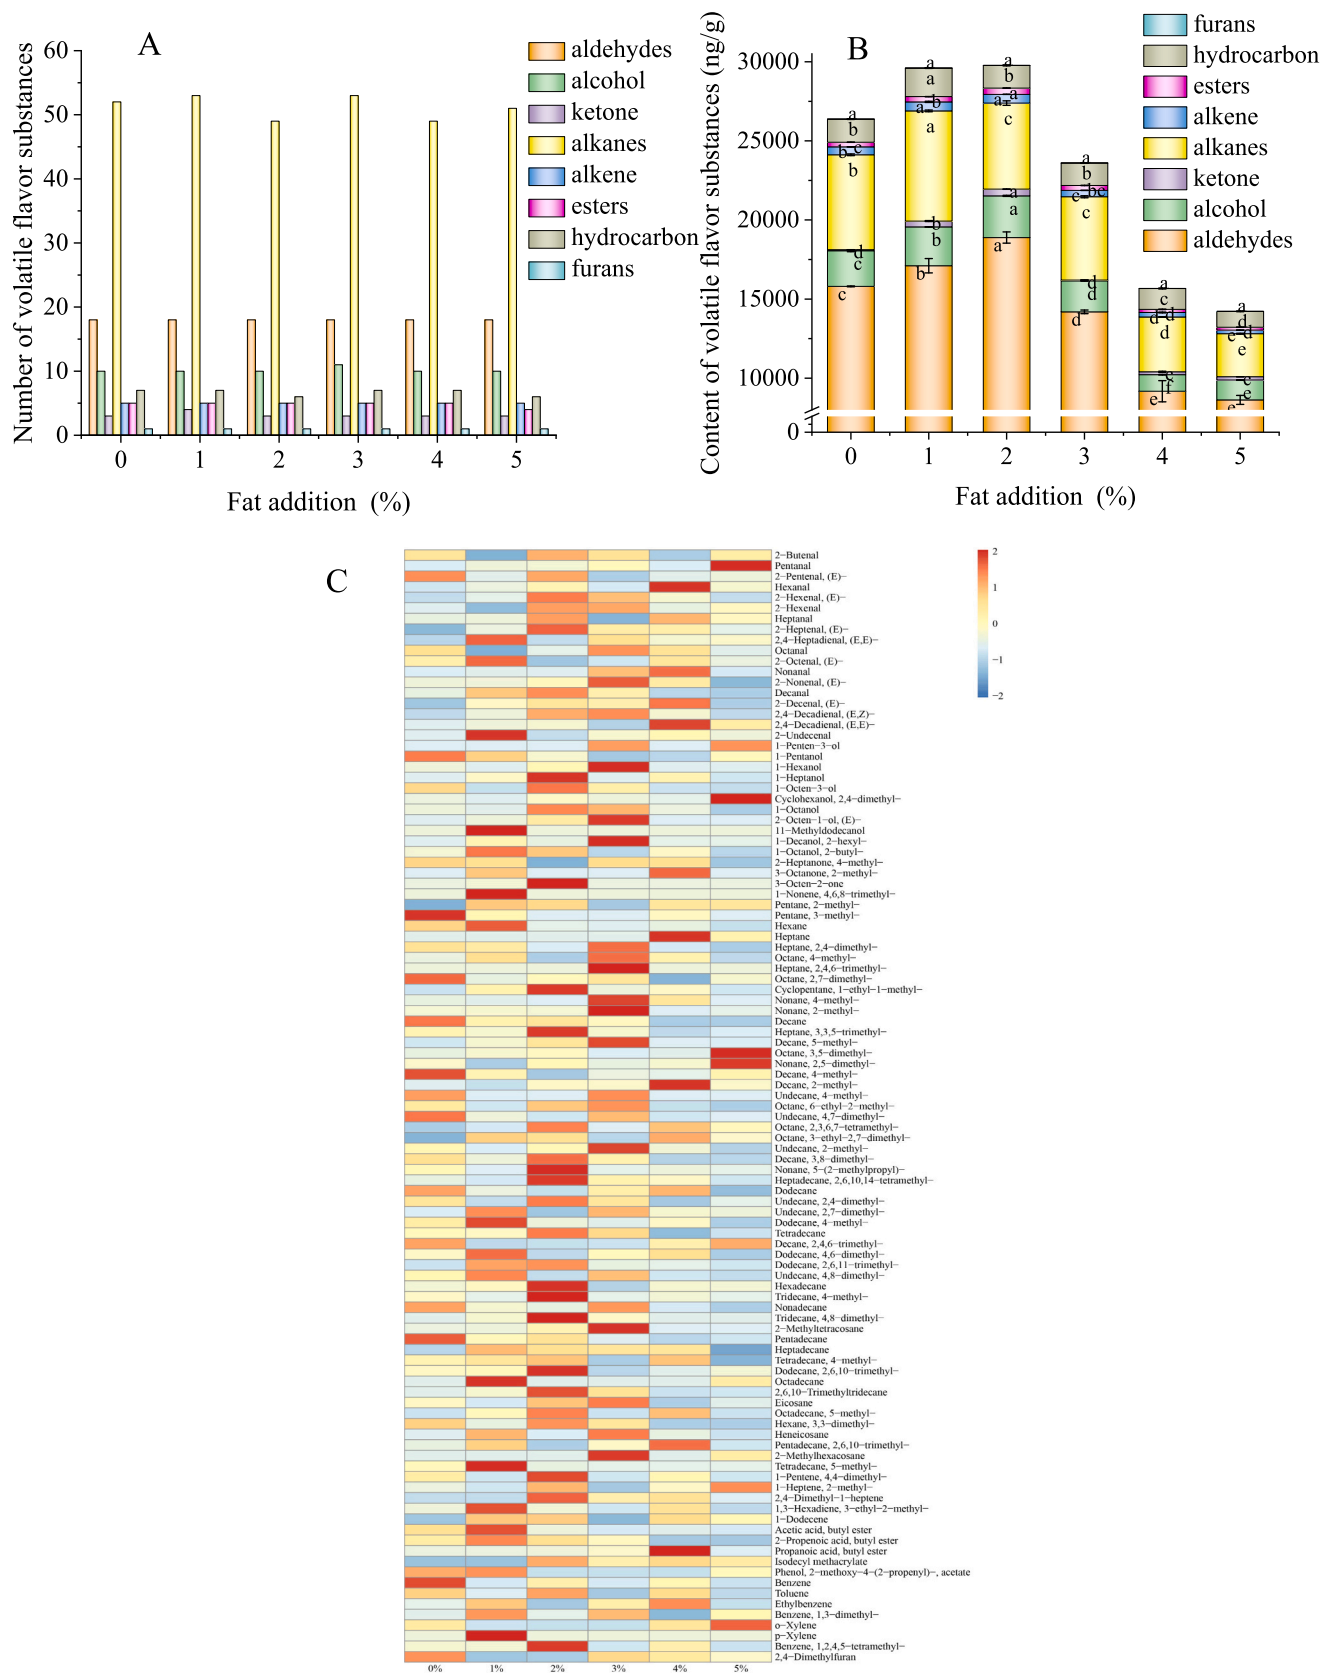 A
Number of volatile flavor substances
60
50
40
30
20
10
0
0 1 2 3 4 5
Fat addition (%)
aldehydes
alcohol
ketone
alkanes
alkene
esters
hydrocarbon
furans
B
Content of volatile flavor substances (ng/g)
30000
25000
20000
15000
10000
0
0 1 2 3 4 5
Fat addition (%)
furans
hydrocarbon
esters
alkene
alkanes
ketone
alcohol
aldehydes
a
b
b c
b
d
c
c
a
a
a b
a
b
b
b
a
b
a a
c
a
a
a
a
b
c bc
c
d
d
d
a
c
d d
d
e
f
e
a
d
e d
e
c
e
e
C
2
1
0
−1
−2
2−Butenal
Pentanal
2−Pentenal, (E)−
Hexanal
2−Hexenal, (E)−
2−Hexenal
Heptanal
2−Heptenal, (E)−
2,4−Heptadienal, (E,E)−
Octanal
2−Octenal, (E)−
Nonanal
2−Nonenal, (E)−
Decanal
2−Decenal, (E)−
2,4−Decadienal, (E,Z)−
2,4−Decadienal, (E,E)−
2−Undecenal
1−Penten−3−ol
1−Pentanol
1−Hexanol
1−Heptanol
1−Octen−3−ol
Cyclohexanol, 2,4−dimethyl−
1−Octanol
2−Octen−1−ol, (E)−
11−Methyldodecanol
1−Decanol, 2−hexyl−
1−Octanol, 2−butyl−
2−Heptanone, 4−methyl−
3−Octanone, 2−methyl−
3−Octen−2−one
1−Nonene, 4,6,8−trimethyl−
Pentane, 2−methyl−
Pentane, 3−methyl−
Hexane
Heptane
Heptane, 2,4−dimethyl−
Octane, 4−methyl−
Heptane, 2,4,6−trimethyl−
Octane, 2,7−dimethyl−
Cyclopentane, 1−ethyl−1−methyl−
Nonane, 4−methyl−
Nonane, 2−methyl−
Decane
Heptane, 3,3,5−trimethyl−
Decane, 5−methyl−
Octane, 3,5−dimethyl−
Nonane, 2,5−dimethyl−
Decane, 4−methyl−
Decane, 2−methyl−
Undecane, 4−methyl−
Octane, 6−ethyl−2−methyl−
Undecane, 4,7−dimethyl−
Octane, 2,3,6,7−tetramethyl−
Octane, 3−ethyl−2,7−dimethyl−
Undecane, 2−methyl−
Decane, 3,8−dimethyl−
Nonane, 5−(2−methylpropyl)−
Heptadecane, 2,6,10,14−tetramethyl−
Dodecane
Undecane, 2,4−dimethyl−
Undecane, 2,7−dimethyl−
Dodecane, 4−methyl−
Tetradecane
Decane, 2,4,6−trimethyl−
Dodecane, 4,6−dimethyl−
Dodecane, 2,6,11−trimethyl−
Undecane, 4,8−dimethyl−
Hexadecane
Tridecane, 4−methyl−
Nonadecane
Tridecane, 4,8−dimethyl−
2−Methyltetracosane
Pentadecane
Heptadecane
Tetradecane, 4−methyl−
Dodecane, 2,6,10−trimethyl−
Octadecane
2,6,10−Trimethyltridecane
Eicosane
Octadecane, 5−methyl−
Hexane, 3,3−dimethyl−
Heneicosane
Pentadecane, 2,6,10−trimethyl−
2−Methylhexacosane
Tetradecane, 5−methyl−
1−Pentene, 4,4−dimethyl−
1−Heptene, 2−methyl−
2,4−Dimethyl−1−heptene
1,3−Hexadiene, 3−ethyl−2−methyl−
1−Dodecene
Acetic acid, butyl ester
2−Propenoic acid, butyl ester
Propanoic acid, butyl ester
Isodecyl methacrylate
Phenol, 2−methoxy−4−(2−propenyl)−, acetate
Benzene
Toluene
Ethylbenzene
Benzene, 1,3−dimethyl−
o−Xylene
p−Xylene
Benzene, 1,2,4,5−tetramethyl−
2,4−Dimethylfuran
0% 1% 2% 3% 4% 5%